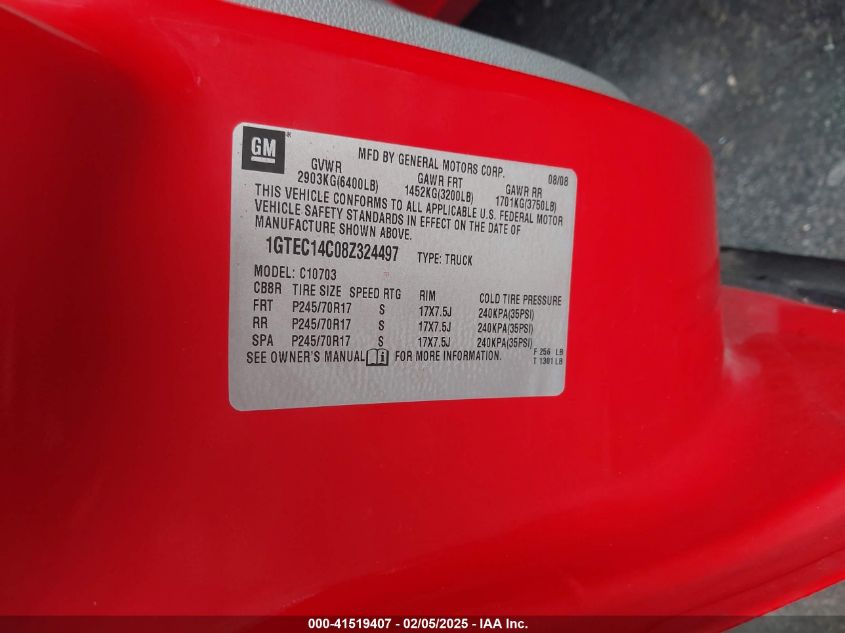 GM
MFD BY GENERAL MOTORS CORP.
08/08
GVWR GAWR FRT GAWR RR
2903KG(6400LB) 1452KG(3200LB) 1701KG(3750LB)
THIS VEHICLE CONFORMS TO ALL APPLICABLE U.S. FEDERAL MOTOR
VEHICLE SAFETY STANDARDS IN EFFECT ON THE DATE OF
MANUFACTURE SHOWN ABOVE.
1GTEC14C08Z324497 TYPE: TRUCK
MODEL: C10703
CB8R TIRE SIZE SPEED RTG RIM COLD TIRE PRESSURE
FRT P245/70R17 S 17X7.5J 240KPA(35PSI)
RR P245/70R17 S 17X7.5J 240KPA(35PSI)
SPA P245/70R17 S 17X7.5J 240KPA(35PSI)
SEE OWNER'S MANUAL i FOR MORE INFORMATION.
F 256 LB
T 1301 LB
000-41519407 - 02/05/2025 - IAA Inc.